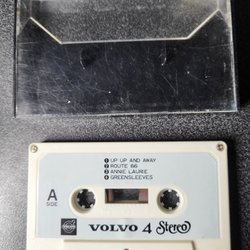 ① UP UP AND AWAY
② ROUTE 66
③ ANNIE LAURIE
④ GREENSLEEVES
A
SIDE
VOLVO 4 Stereo